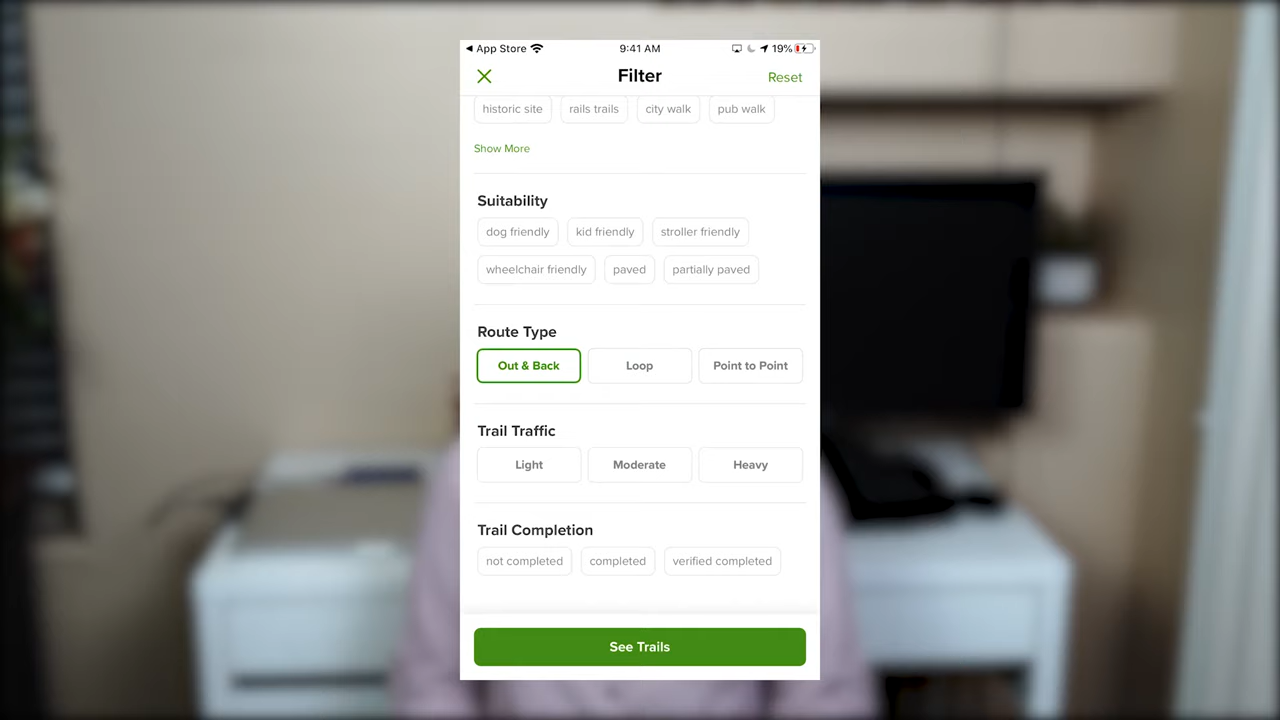 App Store 9:41 AM 19%
Filter Reset
historic site rails trails city walk pub walk
Show More
Suitability
dog friendly kid friendly stroller friendly
wheelchair friendly paved partially paved
Route Type
Out & Back Loop Point to Point
Trail Traffic
Light Moderate Heavy
Trail Completion
not completed completed verified completed
See Trails